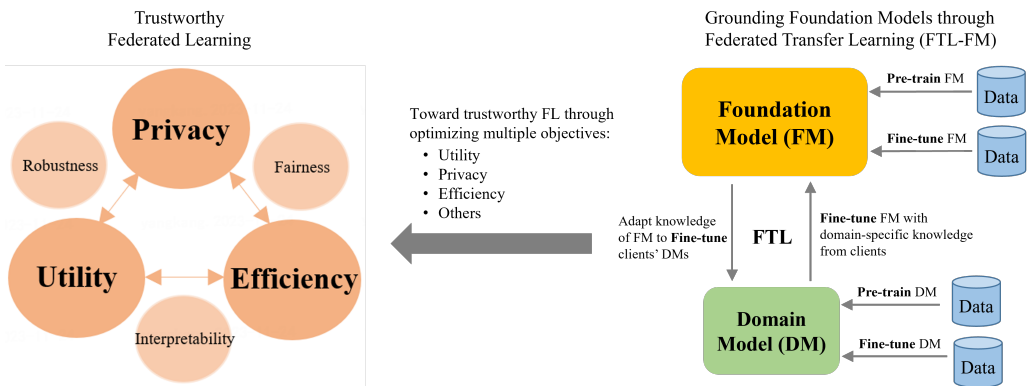 Trustworthy
Federated Learning
Privacy
Robustness
Fairness
Utility
Efficiency
Interpretability
Toward trustworthy FL through
optimizing multiple objectives:
• Utility
• Privacy
• Efficiency
• Others
Grounding Foundation Models through
Federated Transfer Learning (FTL-FM)
Foundation
Model (FM)
Pre-train FM
Data
Fine-tune FM
Data
Adapt knowledge
of FM to Fine-tune
clients' DMs
FTL
Fine-tune FM with
domain-specific knowledge
from clients
Domain
Model (DM)
Pre-train DM
Data
Fine-tune DM
Data